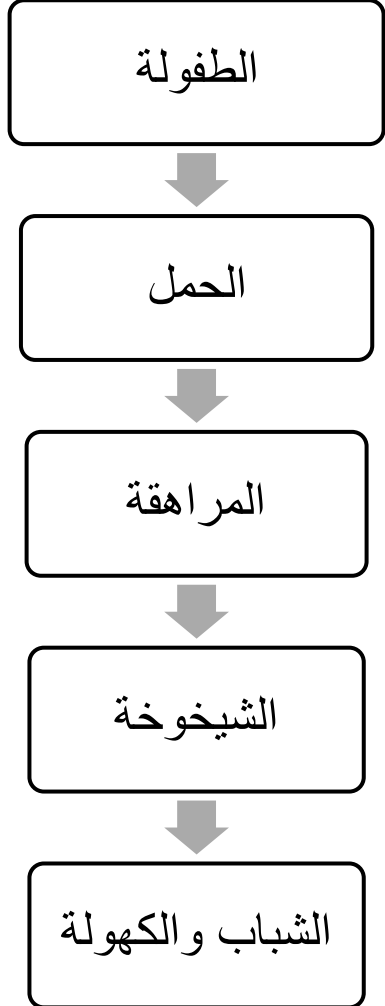 الطفولة
الحمل
المراهقة
الشيخوخة
الشباب والكهولة